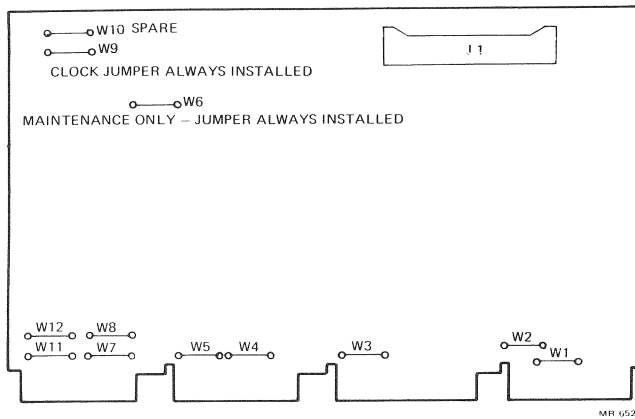 W10 SPARE
W9
CLOCK JUMPER ALWAYS INSTALLED
J1
W6
MAINTENANCE ONLY – JUMPER ALWAYS INSTALLED
W12 W8
W11 W7 W5 W4 W3 W2
W1
MR 652